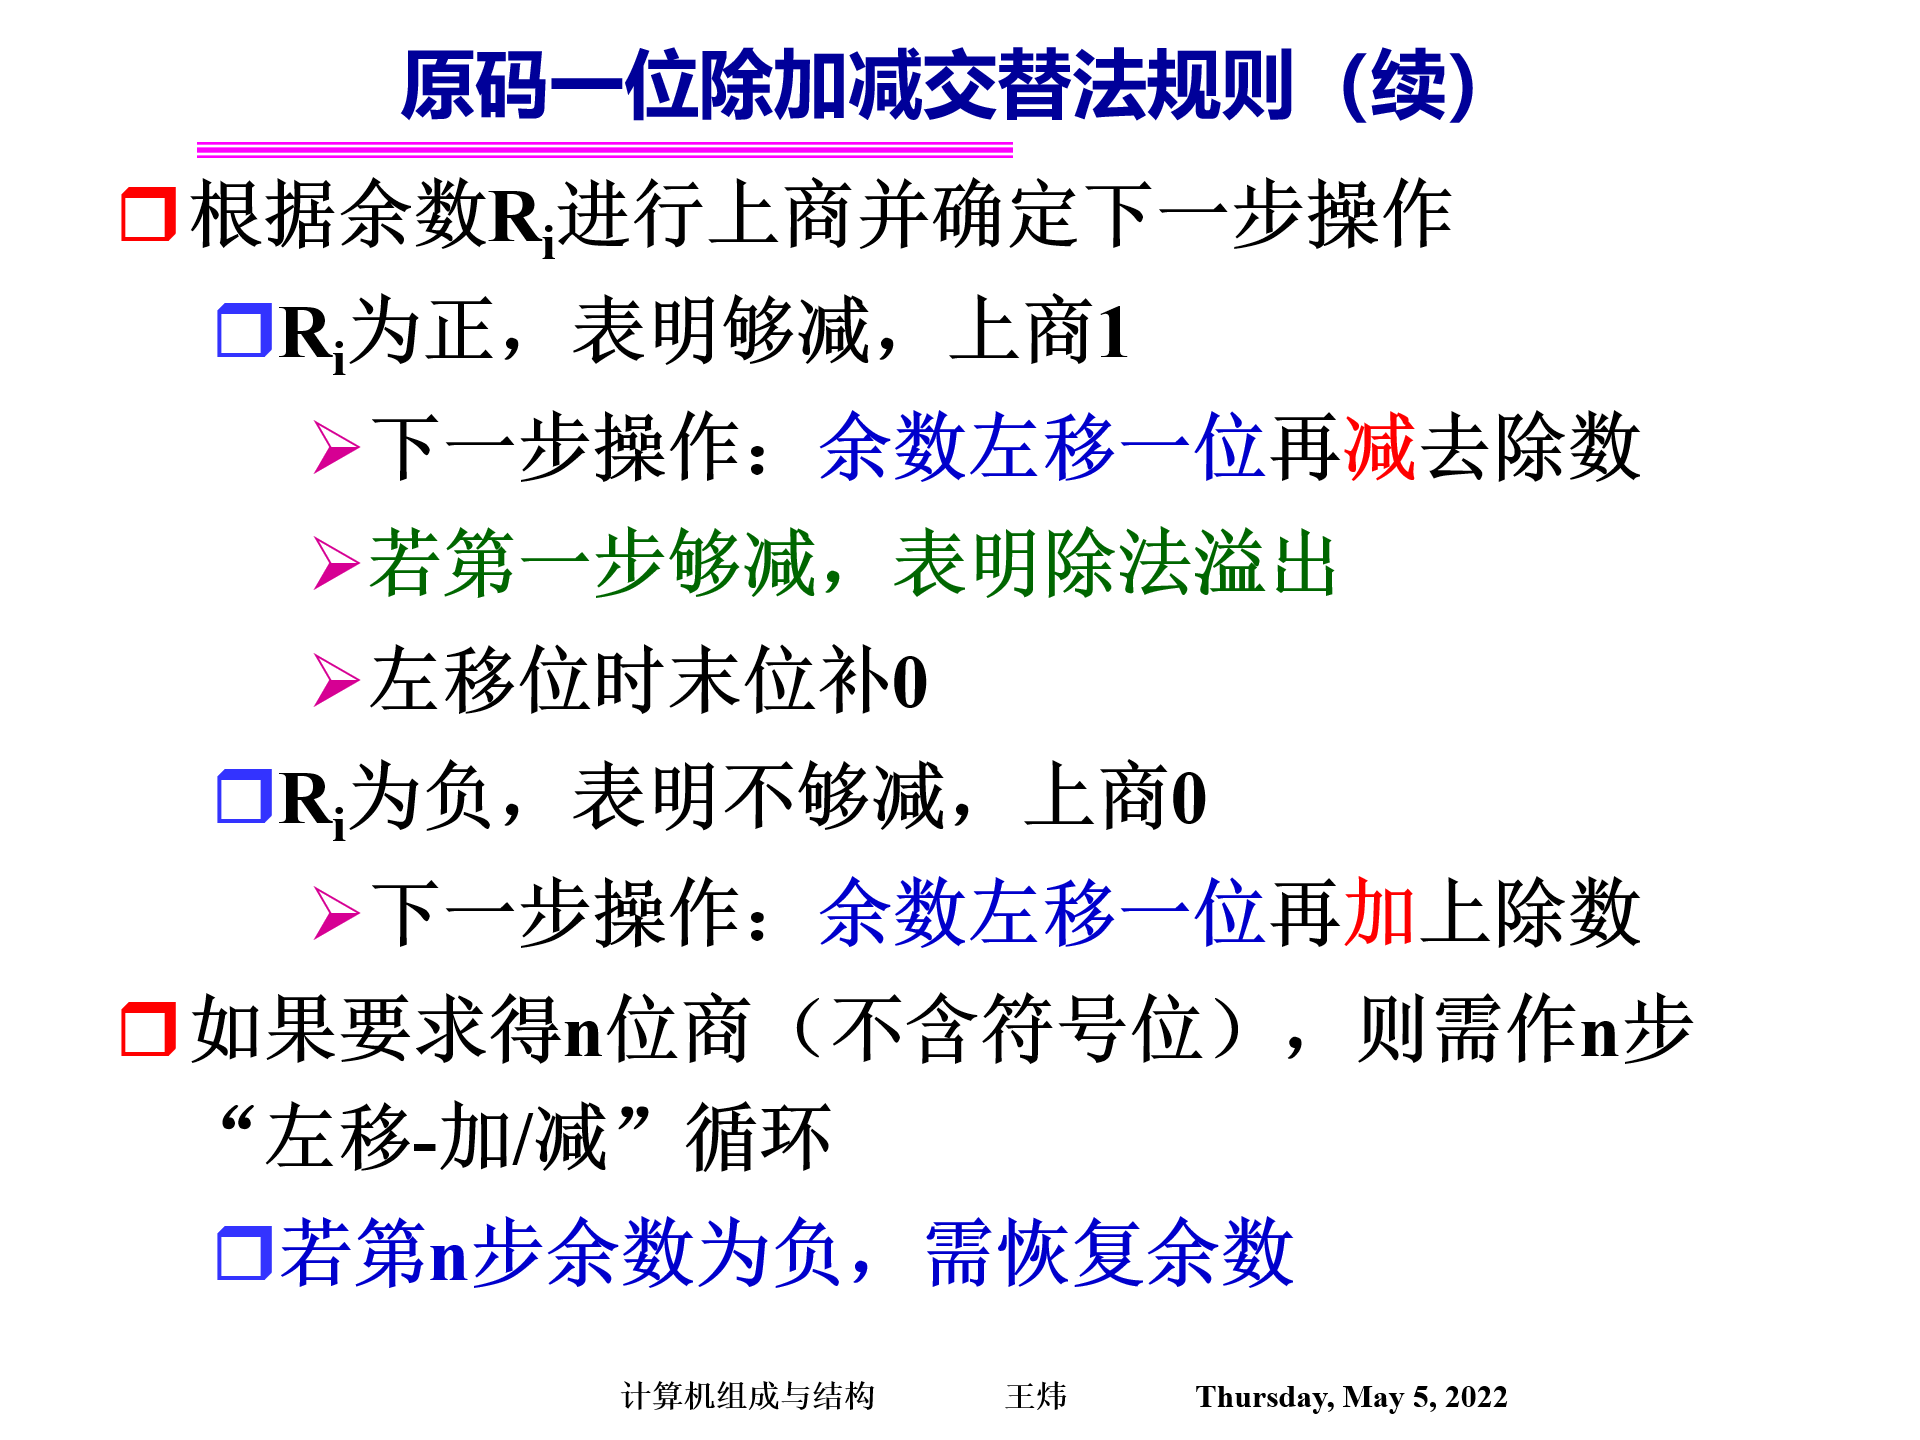 原码一位除加减交替法规则（续）
根据余数Ri进行上商并确定下一步操作
Ri为正，表明够减，上商1
下一步操作：余数左移一位再减去除数
若第一步够减，表明除法溢出
左移位时末位补0
Ri为负，表明不够减，上商0
下一步操作：余数左移一位再加上除数
如果要求得n位商（不含符号位），则需作n步
“左移-加/减”循环
若第n步余数为负，需恢复余数
计算机组成与结构 王炜 Thursday, May 5, 2022